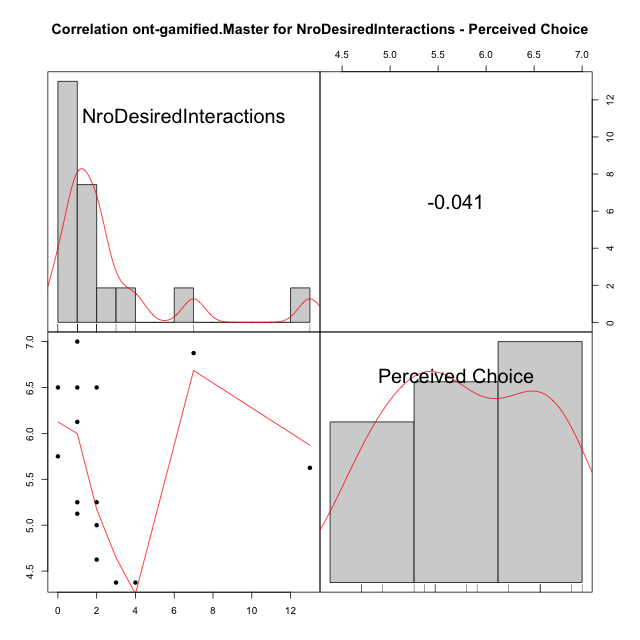 Correlation ont-gamified.Master for NroDesiredInteractions - Perceived Choice
4.5 5.0 5.5 6.0 6.5 7.0
NroDesiredInteractions
-0.041
0 2 4 6 8 10 12
4.5 5.0 5.5 6.0 6.5 7.0
Perceived Choice
0 2 4 6 8 10 12